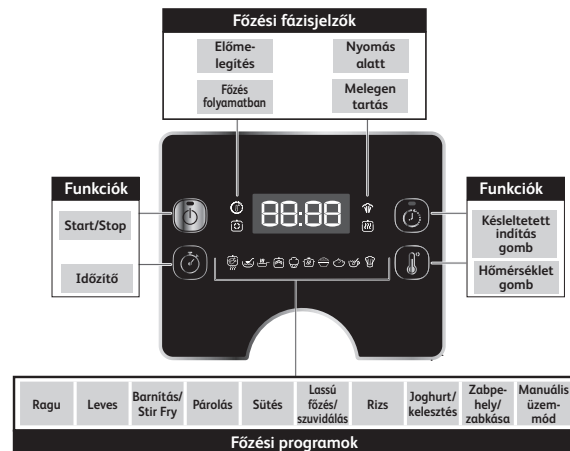 Főzési fázisjelzők
Előme-
legítés
Nyomás
alatt
Főzés
folyamatban
Melegen
tartás
Funkciók
Start/Stop
Időzítő
88:88
Funkciók
Késleltetett
indítás
gomb
Hőmérséklet
gomb
Ragu
Leves
Barnítás/
Stir Fry
Párolás
Sütés
Lassú
főzés/
szuvidálás
Rizs
Joghurt/
kelesztés
Zabpe-
hely/
zabkása
Manuális
üzem-
mód
Főzési programok